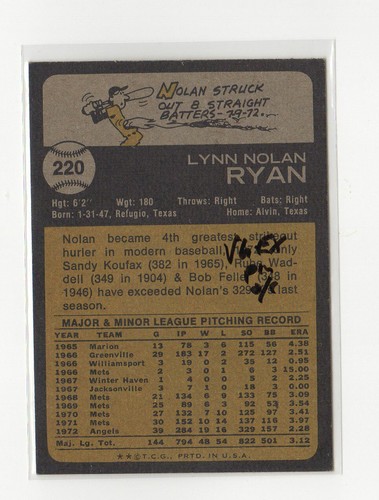 NOLAN STRUCK
OUT 8 STRAIGHT
BATTERS-7-9-72..
220
LYNN NOLAN
RYAN
Hgt: 6'2" Wgt: 180 Throws: Right Bats: Right
Born: 1-31-47, Refugio, Texas Home: Alvin, Texas
Nolan became 4th greatest strikeout
hurler in modern baseball. Only
Sandy Koufax (382 in 1965), Rube Wad-
dell (349 in 1904) & Bob Feller (348 in
1946) have exceeded Nolan's 329 last
season.
VG EX
MAJOR & MINOR LEAGUE PITCHING RECORD
YEAR TEAM G IP W L SO BB ERA
1965 Marion 13 78 3 6 115 56 4.38
1966 Greenville 29 183 17 2 272 127 2.51
1966 Williamsport 3 19 0 2 35 12 0.95
1966 Mets 2 3 0 1 6 3 15.00
1967 Winter Haven 1 4 0 0 5 2 2.25
1967 Jacksonville 3 7 1 0 18 3 0.00
1968 Mets 21 134 6 9 133 75 3.09
1969 Mets 25 89 6 3 92 53 3.54
1970 Mets 27 132 7 10 125 97 3.41
1971 Mets 30 152 10 14 137 116 3.97
1972 Angels 39 284 19 16 329 157 2.28
Maj. Lg. Tot. 144 794 48 54 822 501 3.12
★★©T.C.G., PRTD. IN U.S.A.